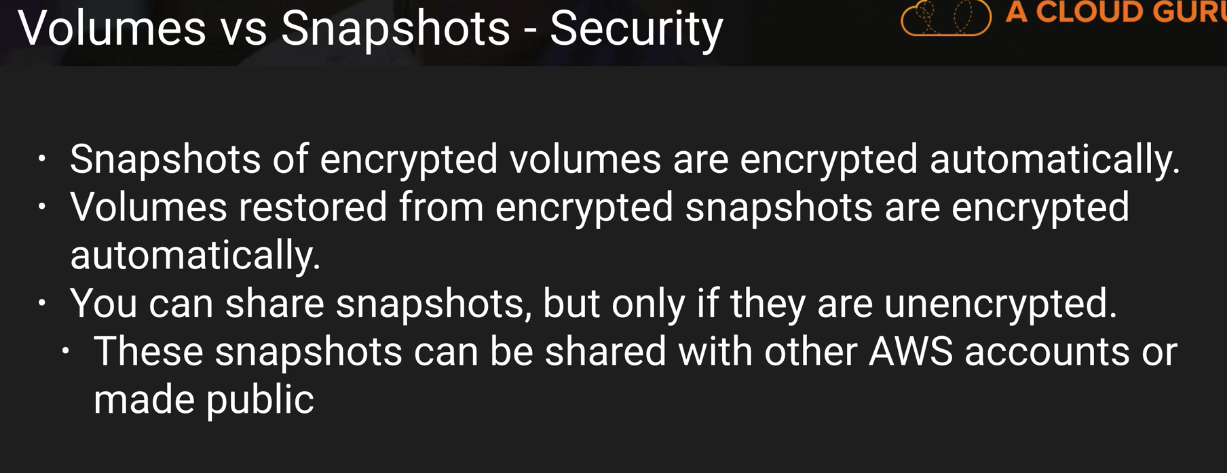 Volumes vs Snapshots - Security
A CLOUD GURU
• Snapshots of encrypted volumes are encrypted automatically.
• Volumes restored from encrypted snapshots are encrypted
automatically.
• You can share snapshots, but only if they are unencrypted.
• These snapshots can be shared with other AWS accounts or
made public